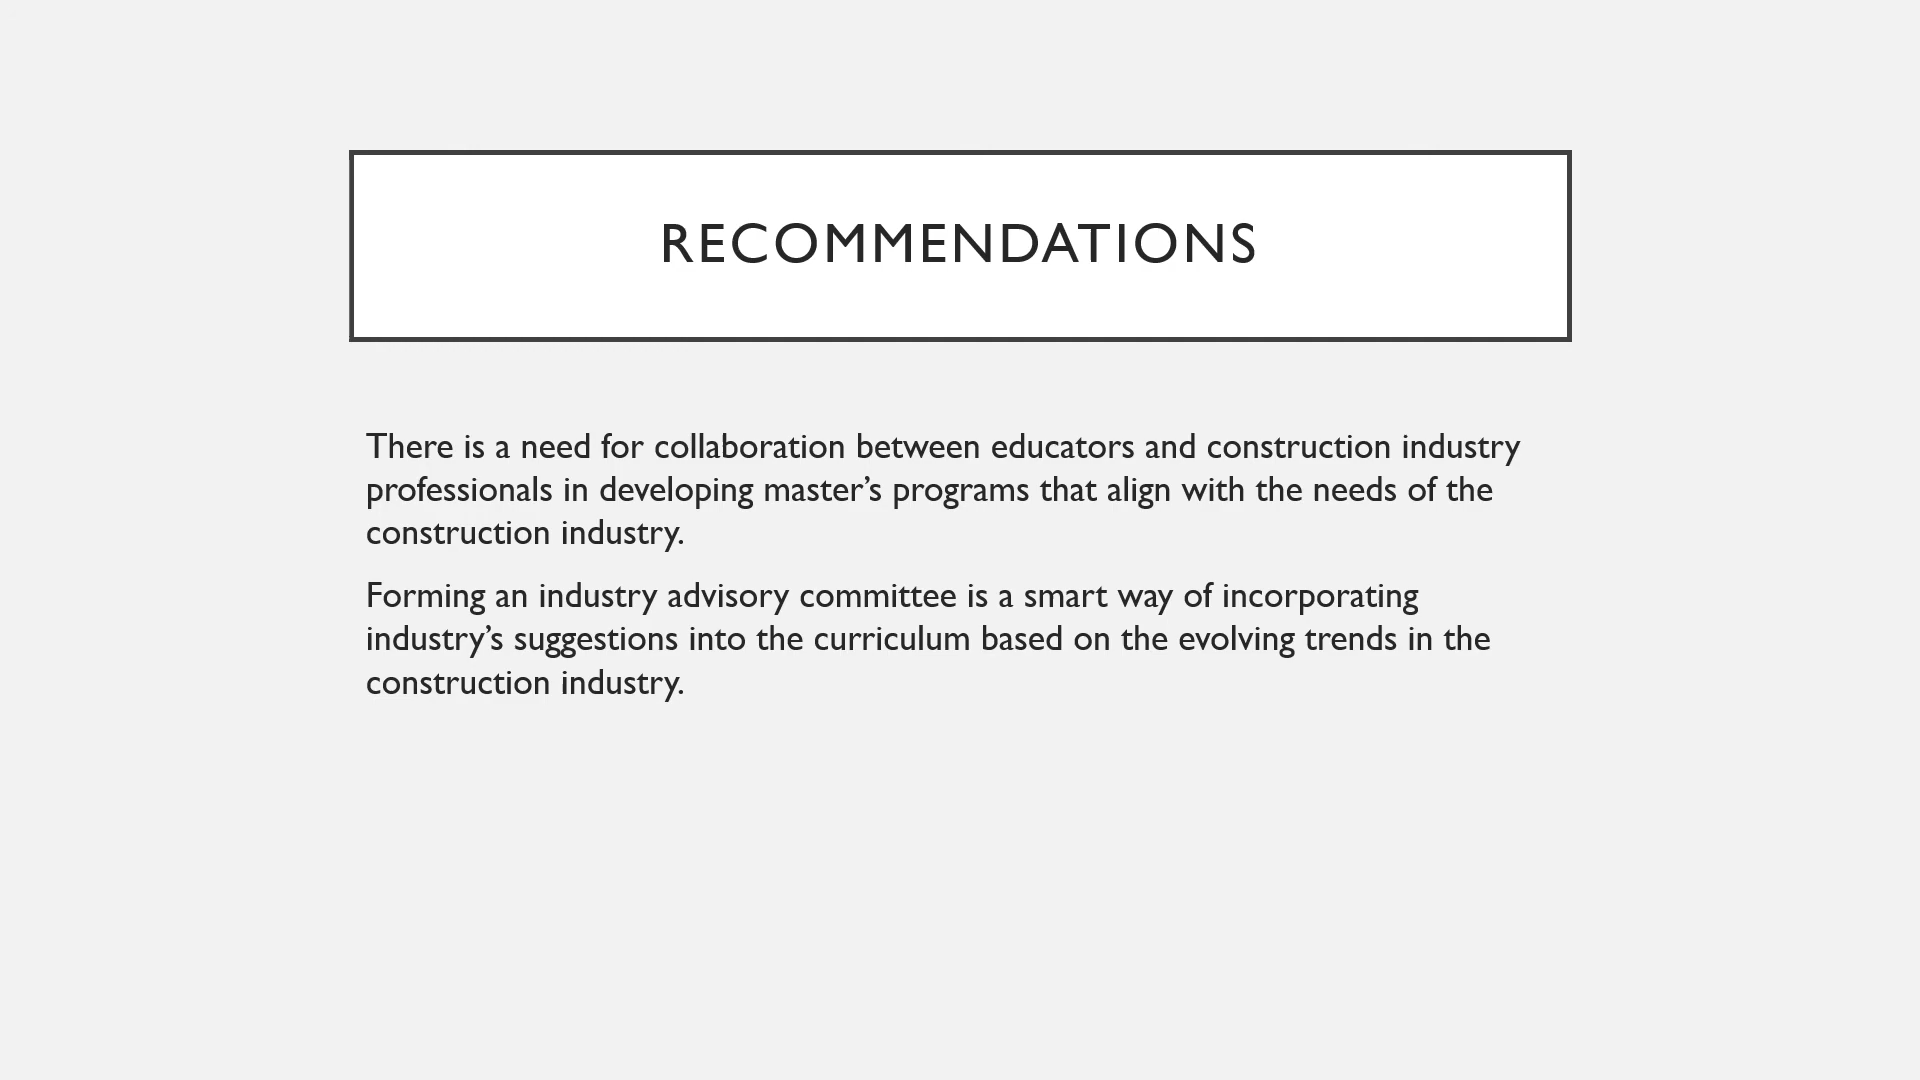 RECOMMENDATIONS
There is a need for collaboration between educators and construction industry
professionals in developing master’s programs that align with the needs of the
construction industry.
Forming an industry advisory committee is a smart way of incorporating
industry’s suggestions into the curriculum based on the evolving trends in the
construction industry.